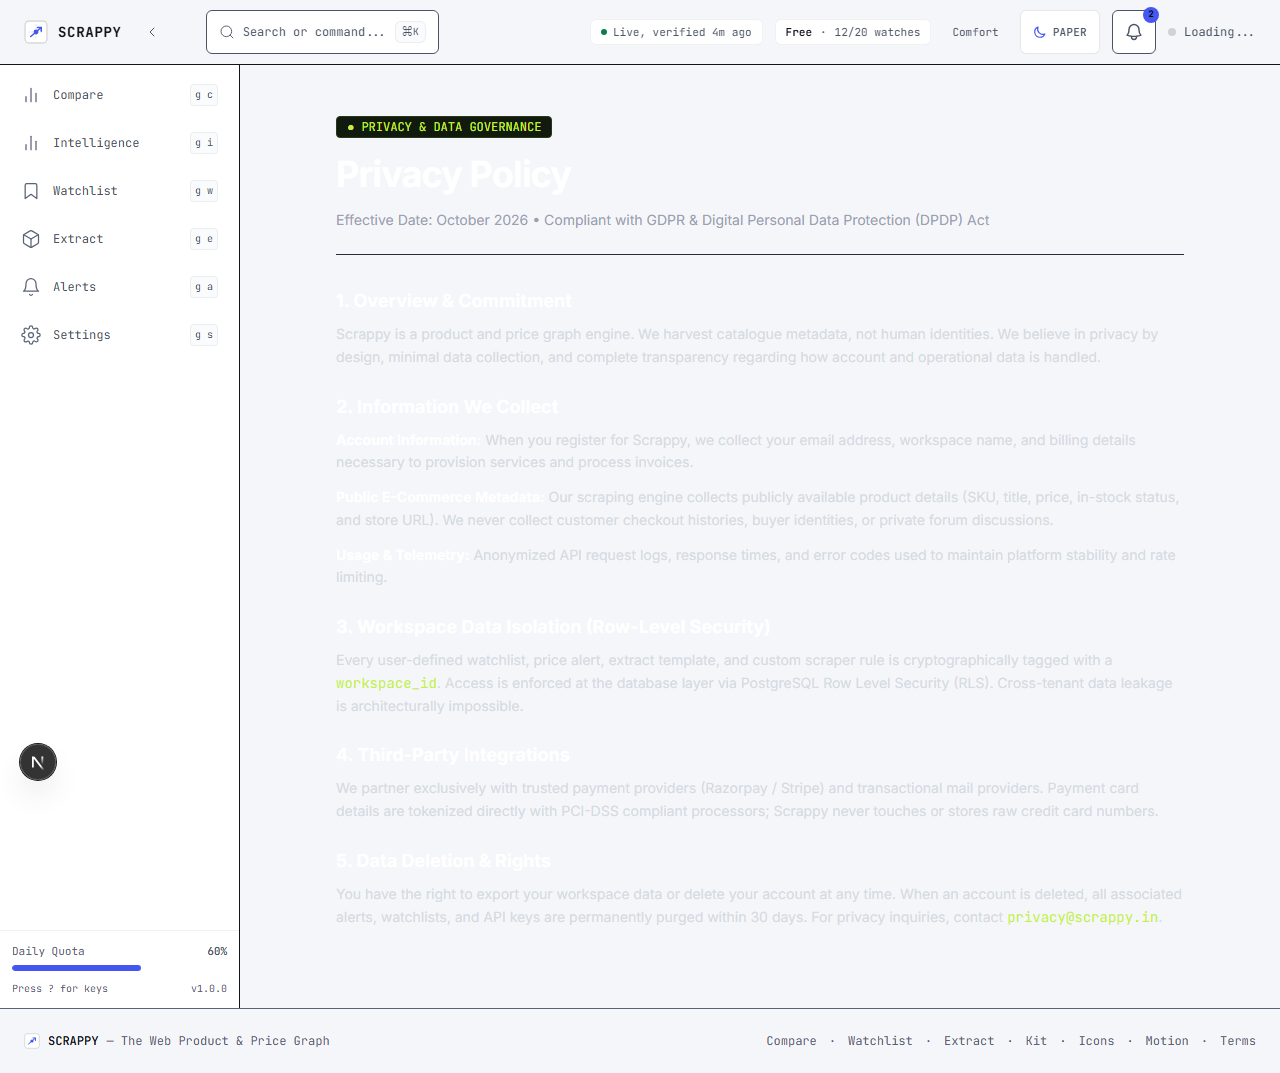 SCRAPPY
Search or command...
⌘K
Live, verified 4m ago
Free · 12/20 watches
Comfort
PAPER
2
Loading...
Compare
g c
Intelligence
g i
Watchlist
g w
Extract
g e
Alerts
g a
Settings
g s
Daily Quota
60%
Press ? for keys
v1.0.0
PRIVACY & DATA GOVERNANCE
Privacy Policy
Effective Date: October 2026 • Compliant with GDPR & Digital Personal Data Protection (DPDP) Act
1. Overview & Commitment
Scrappy is a product and price graph engine. We harvest catalogue metadata, not human identities. We believe in privacy by
design, minimal data collection, and complete transparency regarding how account and operational data is handled.
2. Information We Collect
Account Information: When you register for Scrappy, we collect your email address, workspace name, and billing details
necessary to provision services and process invoices.
Public E-Commerce Metadata: Our scraping engine collects publicly available product details (SKU, title, price, in-stock status,
and store URL). We never collect customer checkout histories, buyer identities, or private forum discussions.
Usage & Telemetry: Anonymized API request logs, response times, and error codes used to maintain platform stability and rate
limiting.
3. Workspace Data Isolation (Row-Level Security)
Every user-defined watchlist, price alert, extract template, and custom scraper rule is cryptographically tagged with a
workspace_id. Access is enforced at the database layer via PostgreSQL Row Level Security (RLS). Cross-tenant data leakage
is architecturally impossible.
4. Third-Party Integrations
We partner exclusively with trusted payment providers (Razorpay / Stripe) and transactional mail providers. Payment card
details are tokenized directly with PCI-DSS compliant processors; Scrappy never touches or stores raw credit card numbers.
5. Data Deletion & Rights
You have the right to export your workspace data or delete your account at any time. When an account is deleted, all associated
alerts, watchlists, and API keys are permanently purged within 30 days. For privacy inquiries, contact privacy@scrappy.in.
SCRAPPY — The Web Product & Price Graph
Compare · Watchlist · Extract · Kit · Icons · Motion · Terms